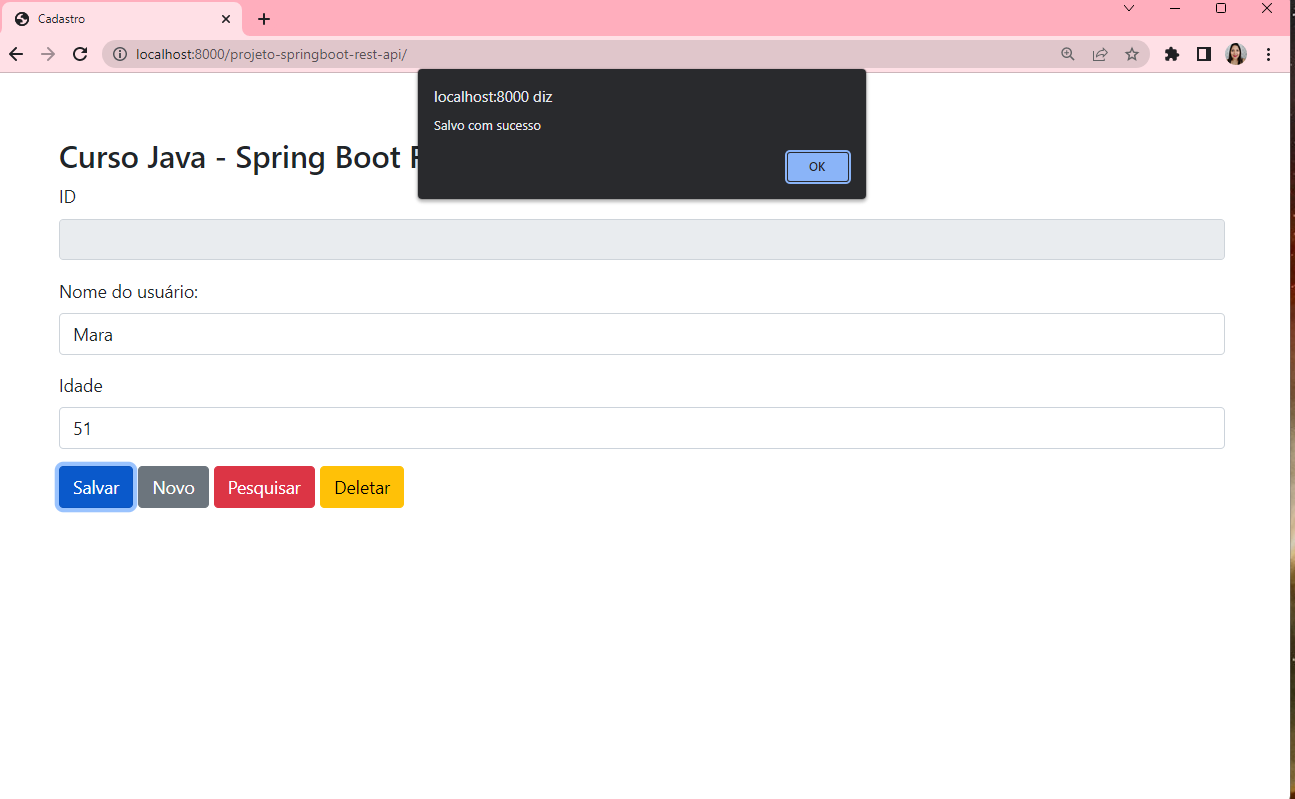 Cadastro
localhost:8000/projeto-springboot-rest-api/
localhost:8000 diz
Salvo com sucesso
OK
Curso Java - Spring Boot
ID
Nome do usuário:
Mara
Idade
51
Salvar Novo Pesquisar Deletar